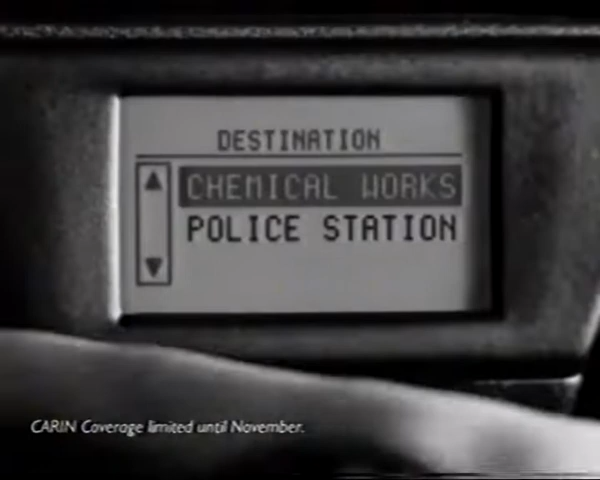 DESTINATION
CHEMICAL WORKS
POLICE STATION
CARIN Coverage limited until November.